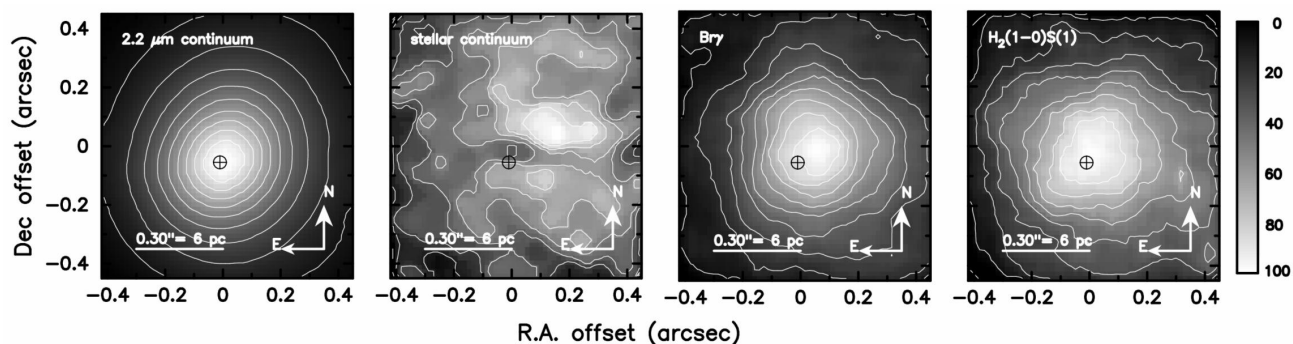 2.2 μm continuum
stellar continuum
Brγ
H₂(1−0)S(1)
Dec offset (arcsec)
0.4
0.2
0
−0.2
−0.4
N
E
0.30"= 6 pc
N
E
0.30"= 6 pc
N
E
0.30"= 6 pc
N
E
0.30"= 6 pc
−0.4 −0.2 0 0.2 0.4
−0.4 −0.2 0 0.2 0.4
−0.4 −0.2 0 0.2 0.4
−0.4 −0.2 0 0.2 0.4
R.A. offset (arcsec)
0
20
40
60
80
100